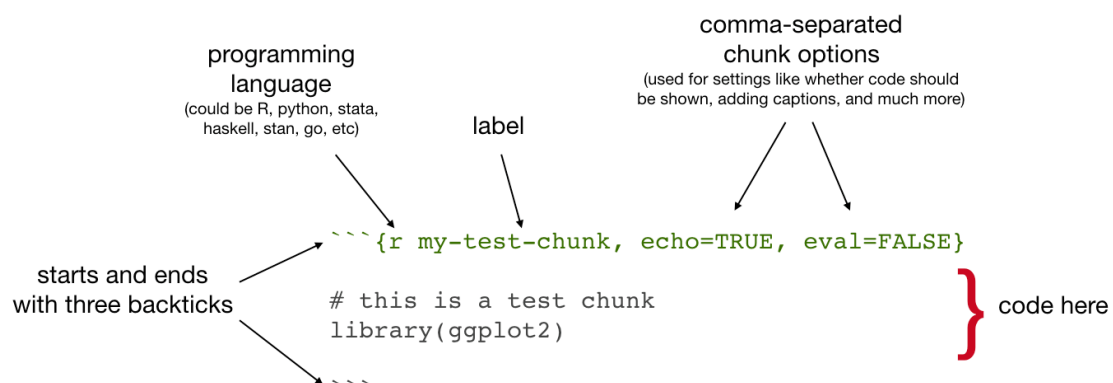 programming
language
(could be R, python, stata,
haskell, stan, go, etc)
label
comma-separated
chunk options
(used for settings like whether code should
be shown, adding captions, and much more)
```{r my-test-chunk, echo=TRUE, eval=FALSE}
starts and ends
with three backticks
# this is a test chunk
library(ggplot2)
code here
```